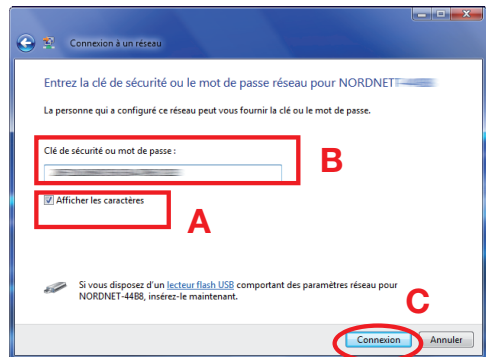 Connexion à un réseau
Entrez la clé de sécurité ou le mot de passe réseau pour NORDNET
La personne qui a configuré ce réseau peut vous fournir la clé ou le mot de passe.
Clé de sécurité ou mot de passe :
B
Afficher les caractères
A
Si vous disposez d'un lecteur flash USB comportant des paramètres réseau pour
NORDNET-44B8, insérez-le maintenant.
C
Connexion
Annuler